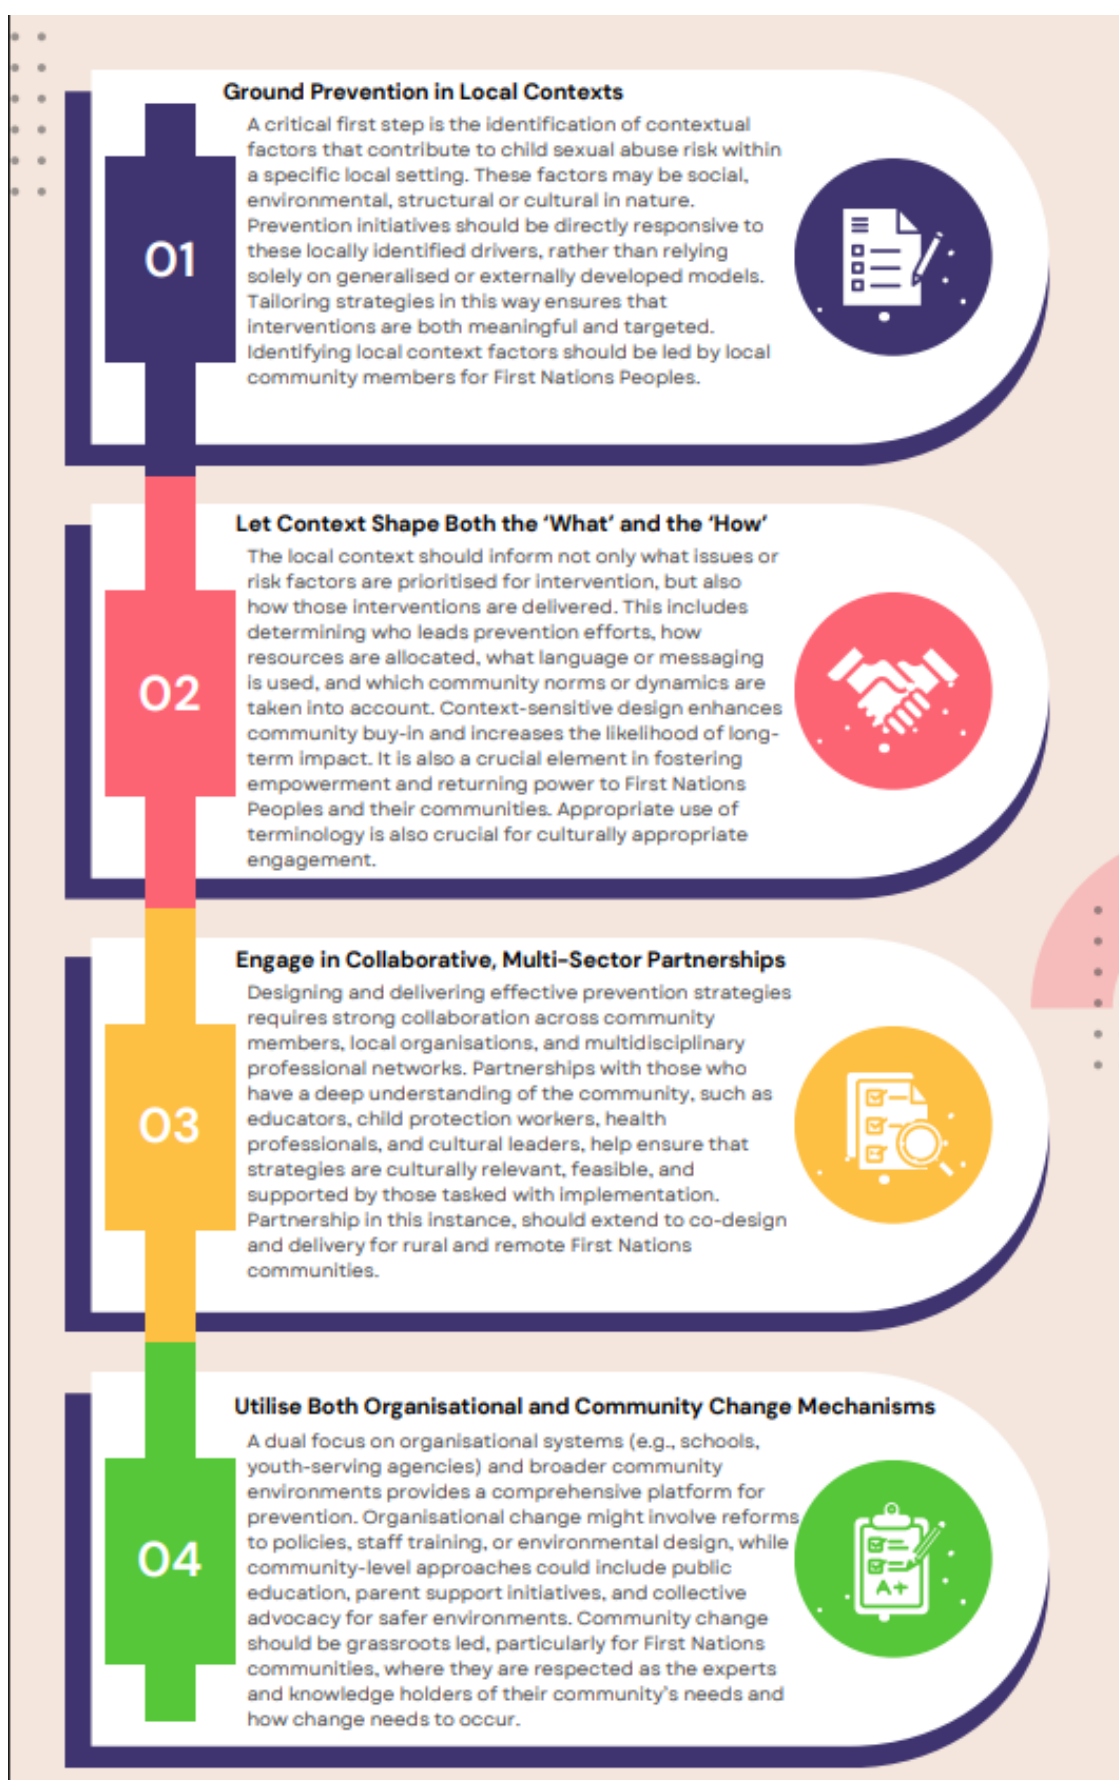 Ground Prevention in Local Contexts
A critical first step is the identification of contextual
factors that contribute to child sexual abuse risk within
a specific local setting. These factors may be social,
environmental, structural or cultural in nature.
Prevention initiatives should be directly responsive to
these locally identified drivers, rather than relying
solely on generalised or externally developed models.
Tailoring strategies in this way ensures that
interventions are both meaningful and targeted.
Identifying local context factors should be led by local
community members for First Nations Peoples.
01
Let Context Shape Both the ‘What’ and the ‘How’
The local context should inform not only what issues or
risk factors are prioritised for intervention, but also
how those interventions are delivered. This includes
determining who leads prevention efforts, how
resources are allocated, what language or messaging
is used, and which community norms or dynamics are
taken into account. Context-sensitive design enhances
community buy-in and increases the likelihood of long-
term impact. It is also a crucial element in fostering
empowerment and returning power to First Nations
Peoples and their communities. Appropriate use of
terminology is also crucial for culturally appropriate
engagement.
02
Engage in Collaborative, Multi-Sector Partnerships
Designing and delivering effective prevention strategies
requires strong collaboration across community
members, local organisations, and multidisciplinary
professional networks. Partnerships with those who
have a deep understanding of the community, such as
educators, child protection workers, health
professionals, and cultural leaders, help ensure that
strategies are culturally relevant, feasible, and
supported by those tasked with implementation.
Partnership in this instance, should extend to co-design
and delivery for rural and remote First Nations
communities.
03
Utilise Both Organisational and Community Change Mechanisms
A dual focus on organisational systems (e.g., schools,
youth-serving agencies) and broader community
environments provides a comprehensive platform for
prevention. Organisational change might involve reforms
to policies, staff training, or environmental design, while
community-level approaches could include public
education, parent support initiatives, and collective
advocacy for safer environments. Community change
should be grassroots led, particularly for First Nations
communities, where they are respected as the experts
and knowledge holders of their community’s needs and
how change needs to occur.
04
A+